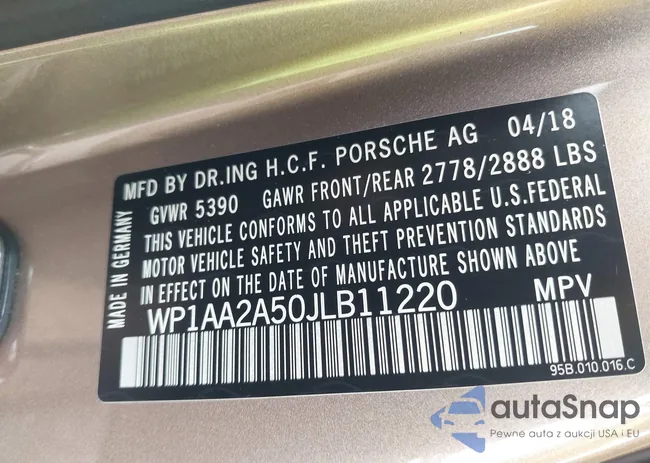 MFD BY DR.ING H.C.F. PORSCHE AG 04/18
GVWR 5390 GAWR FRONT/REAR 2778/2888 LBS
THIS VEHICLE CONFORMS TO ALL APPLICABLE U.S.FEDERAL
MOTOR VEHICLE SAFETY AND THEFT PREVENTION STANDARDS
IN EFFECT ON THE DATE OF MANUFACTURE SHOWN ABOVE
WP1AA2A50JLB11220 MPV
MADE IN GERMANY
95B.010.016.C
autoSnap
Pewne auta z aukcji USA i EU